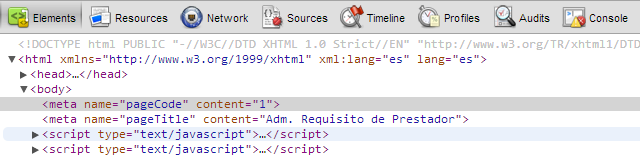 Elements Resources Network Sources Timeline Profiles Audits Console
<!DOCTYPE html PUBLIC "-//W3C//DTD XHTML 1.0 Strict//EN" "http://www.w3.org/TR/xhtml1/DTD
▼<html xmlns="http://www.w3.org/1999/xhtml" xml:lang="es" lang="es">
▶<head>…</head>
▼<body>
<meta name="pageCode" content="1">
<meta name="pageTitle" content="Adm. Requisito de Prestador">
▶<script type="text/javascript">…</script>
▶<script type="text/javascript">…</script>